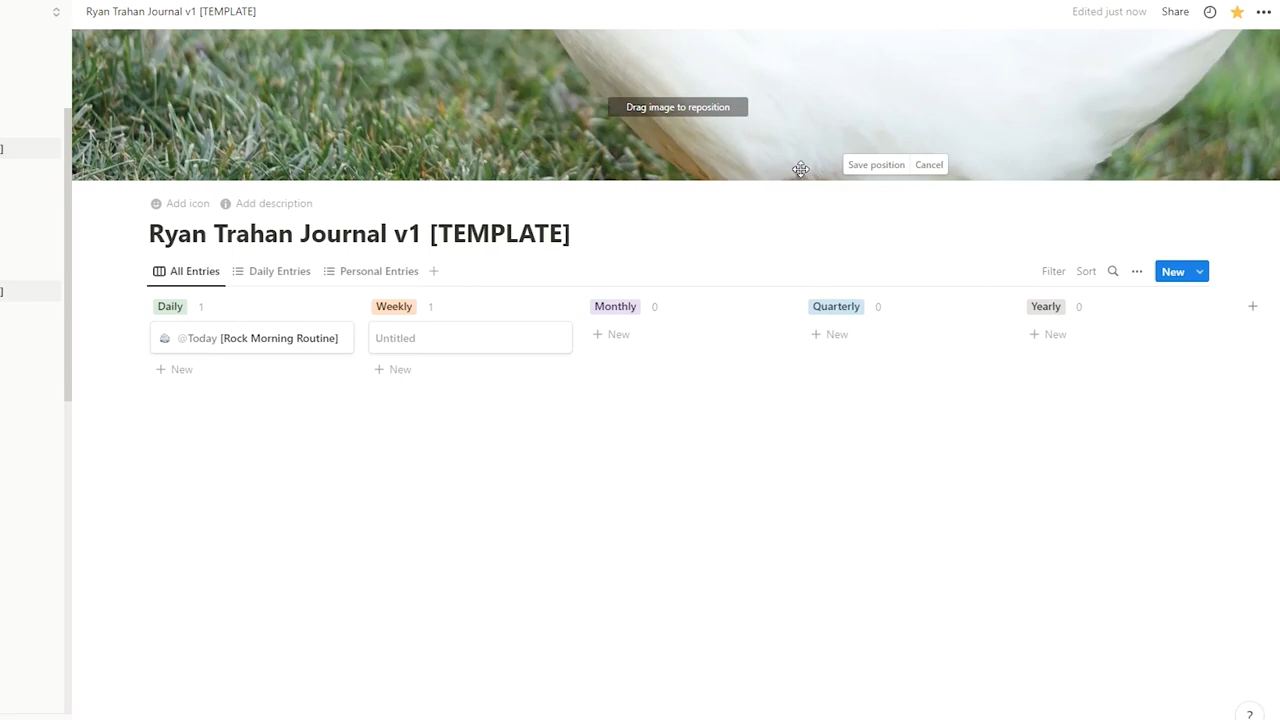 Ryan Trahan Journal v1 [TEMPLATE]
Edited just now Share
Drag image to reposition
Save position Cancel
]
Add icon Add description
Ryan Trahan Journal v1 [TEMPLATE]
All Entries Daily Entries Personal Entries +
Filter Sort New
]
Daily 1 Weekly 1 Monthly 0 Quarterly 0 Yearly 0 +
@Today [Rock Morning Routine] Untitled + New + New + New
+ New + New
?